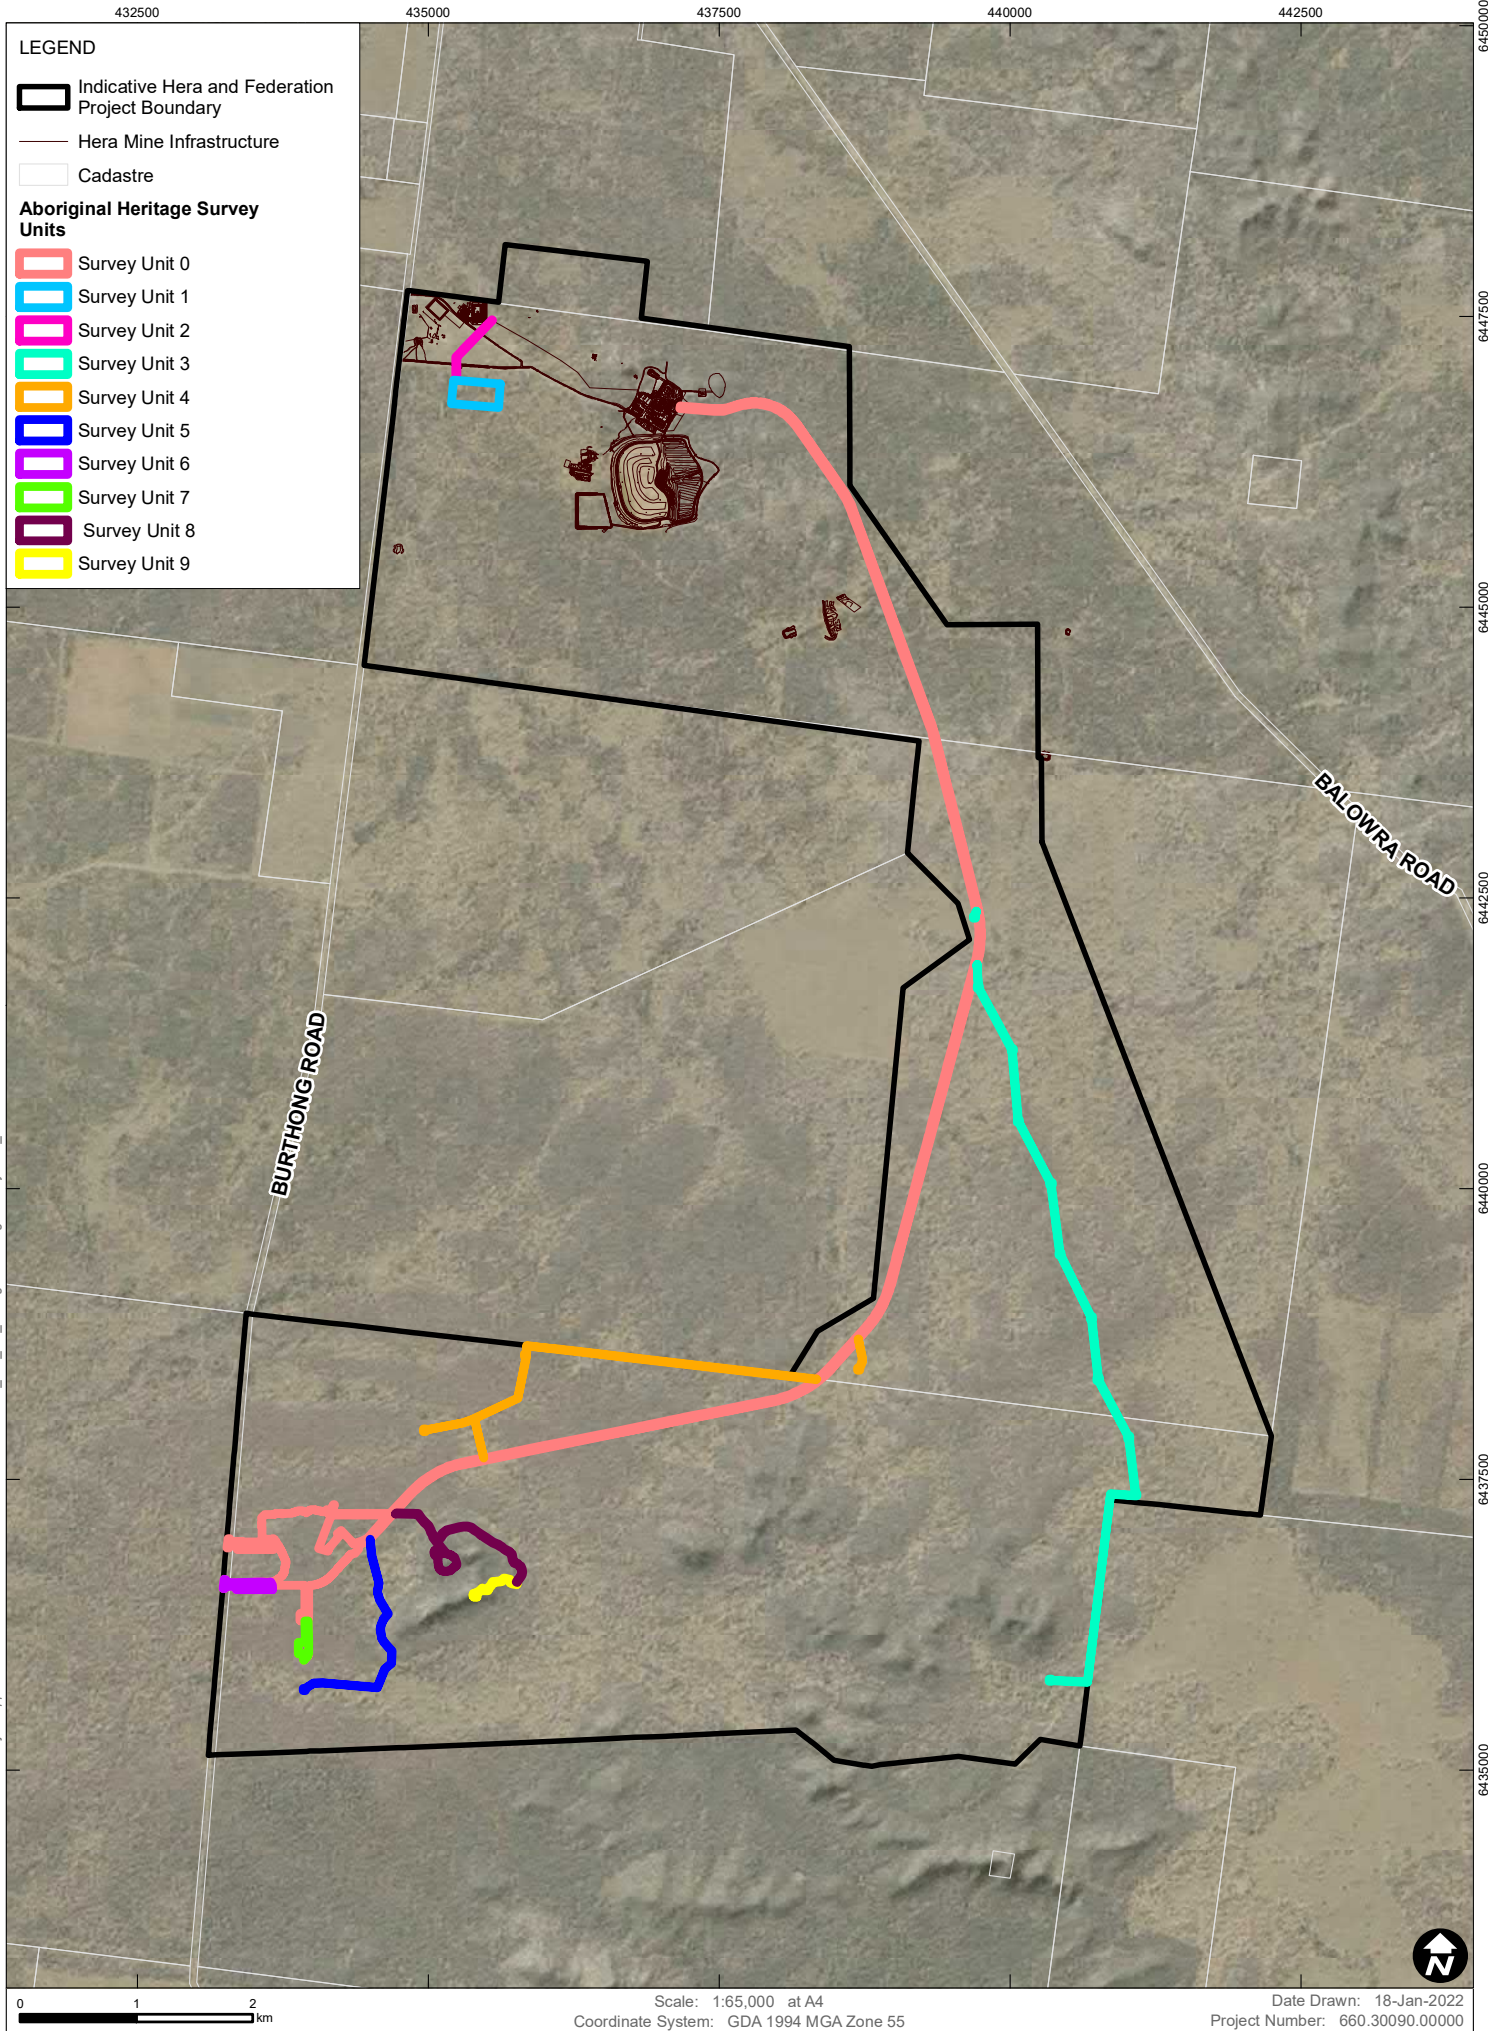 432500
435000
437500
440000
442500
6450000
LEGEND
Indicative Hera and Federation
Project Boundary
Hera Mine Infrastructure
Cadastre
Aboriginal Heritage Survey
Units
Survey Unit 0
Survey Unit 1
Survey Unit 2
Survey Unit 3
Survey Unit 4
Survey Unit 5
Survey Unit 6
Survey Unit 7
Survey Unit 8
Survey Unit 9
6447500
6445000
BALOWRA ROAD
6442500
BURTHONG ROAD
6440000
6437500
6435000
N
0 1 2
km
Scale: 1:65,000 at A4
Coordinate System: GDA 1994 MGA Zone 55
Date Drawn: 18-Jan-2022
Project Number: 660.30090.00000